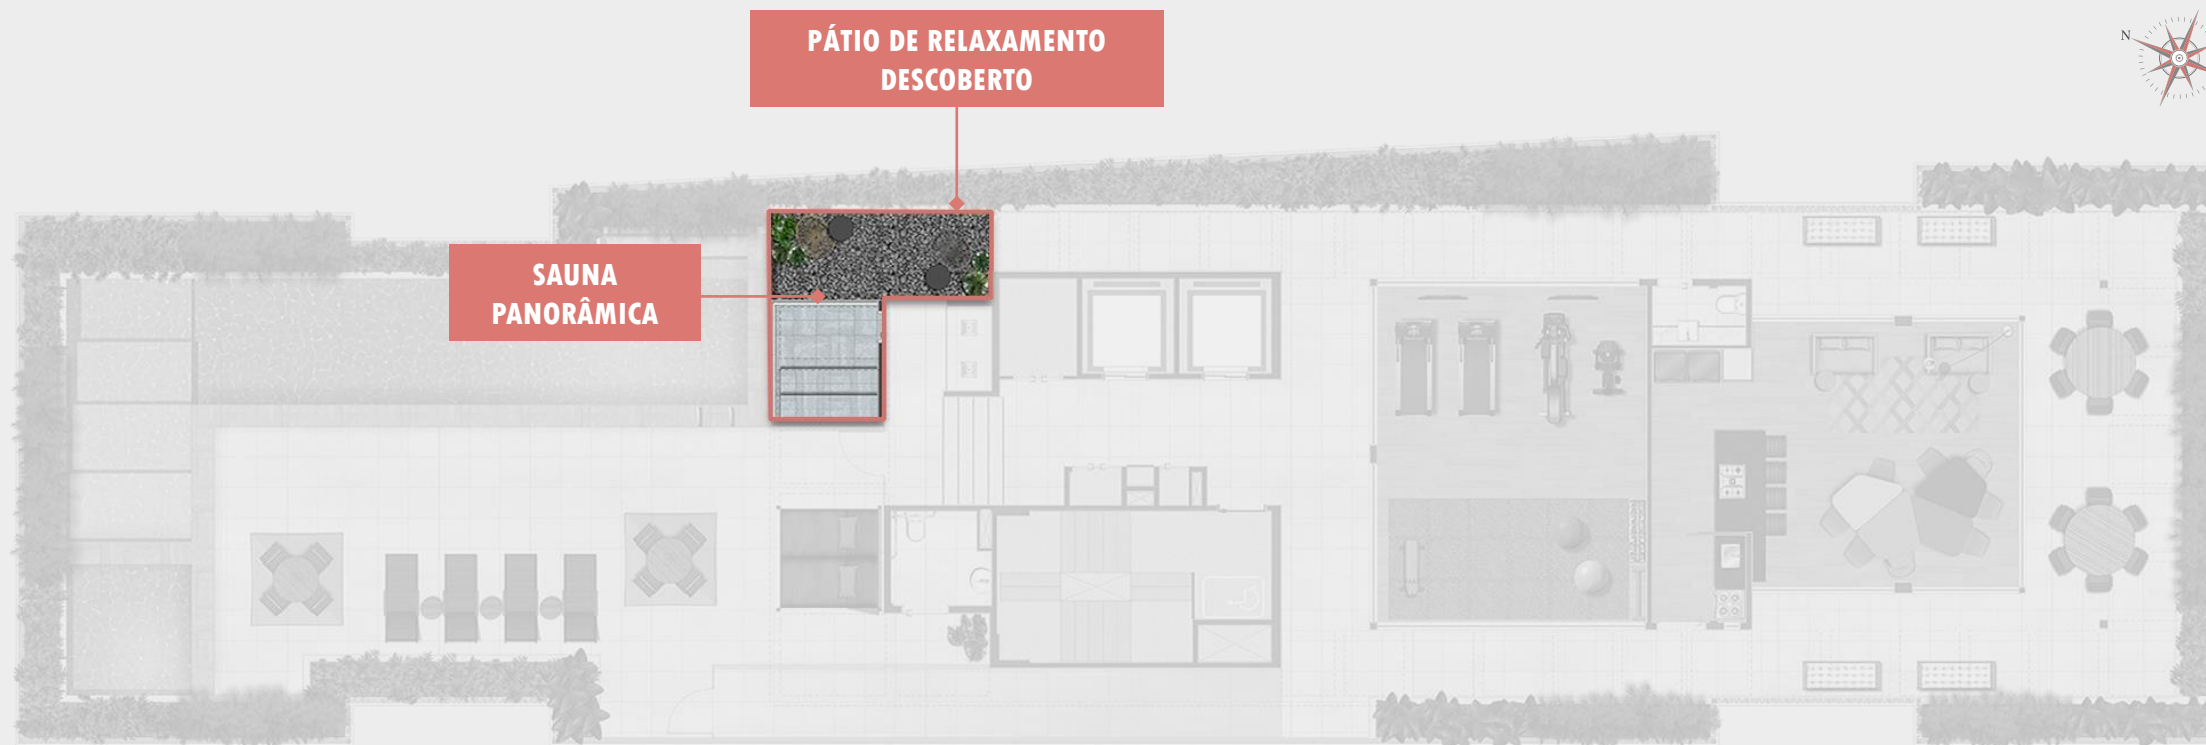 PÁTIO DE RELAXAMENTO
DESCOBERTO
N
SAUNA
PANORÂMICA